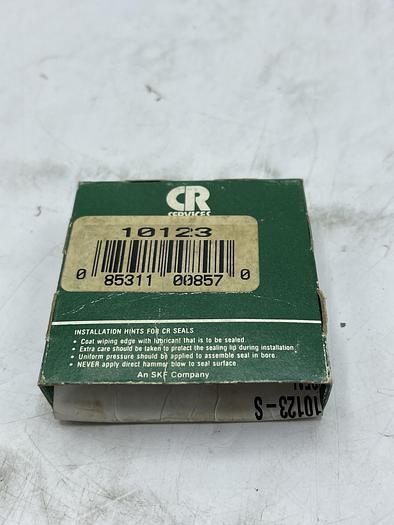 CR
SERVICES
10123
0 85311 00857 0
INSTALLATION HINTS FOR CR SEALS
• Coat wiping edge with lubricant that is to be sealed.
• Extra care should be taken to protect the sealing lip during installation.
• Uniform pressure should be applied to assemble seal in bore.
• NEVER apply direct hammer blow to seal surface.
An SKF Company
10123-S